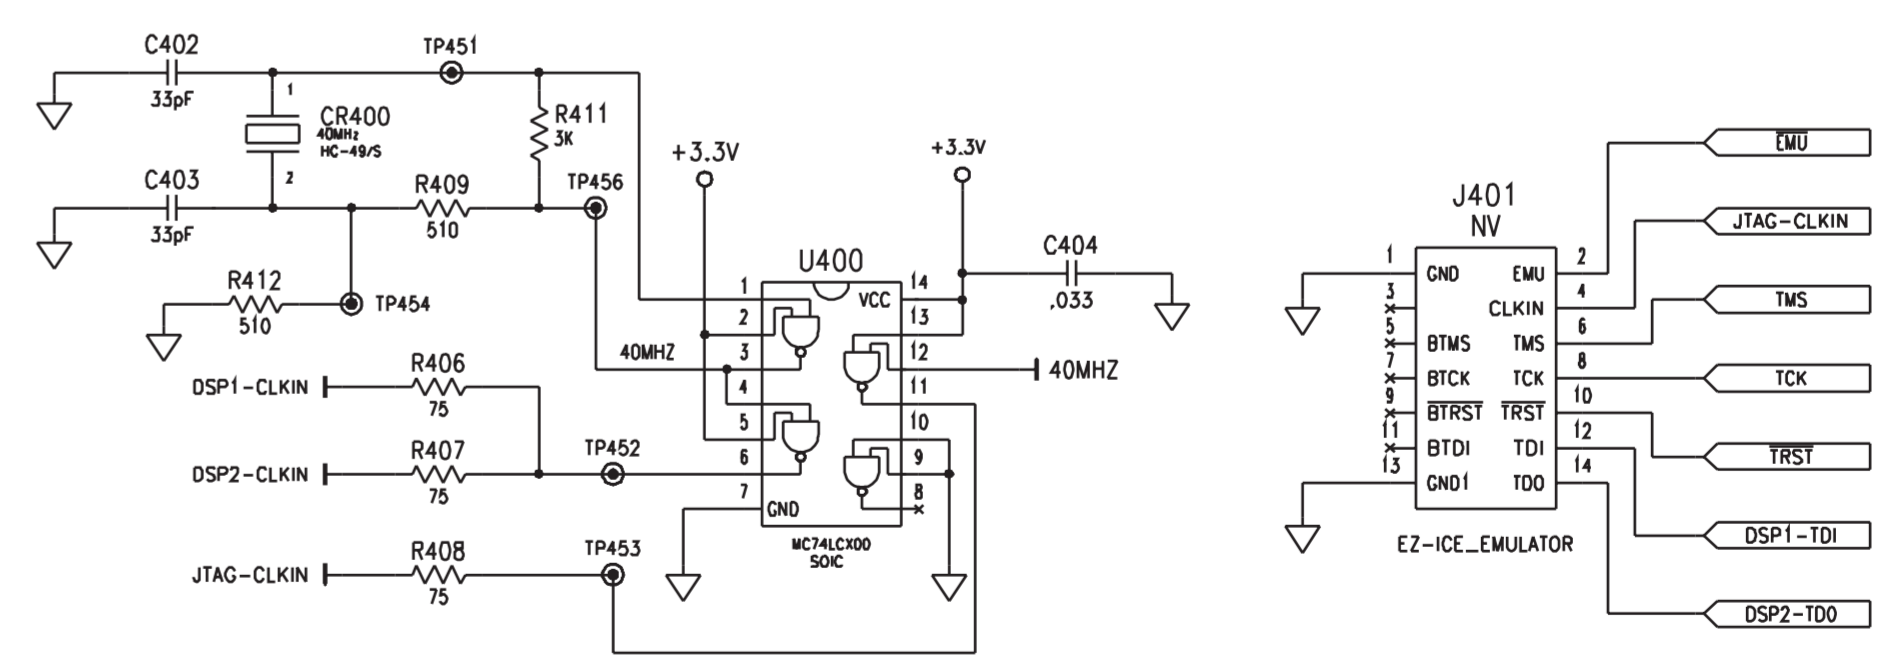 C402
33pF
TP451
1
CR400
40MHz
HC-49/S
2
R411
3K
C403
33pF
R409
510
TP456
R412
510
TP454
+3.3V
+3.3V
C404
,033
U400
1
2
3
4
5
6
7
GND
14
VCC
13
12
11
10
9
8
MC74LCX00
SOIC
40MHZ
40MHZ
DSP1-CLKIN
R406
75
DSP2-CLKIN
R407
75
TP452
JTAG-CLKIN
R408
75
TP453
J401
NV
1 GND EMU 2
3 CLKIN 4
5 BTMS TMS 6
7 BTCK TCK 8
9 BTRST TRST 10
11 BTDI TDI 12
13 GND1 TDO 14
EZ-ICE_EMULATOR
EMU
JTAG-CLKIN
TMS
TCK
TRST
DSP1-TDI
DSP2-TDO